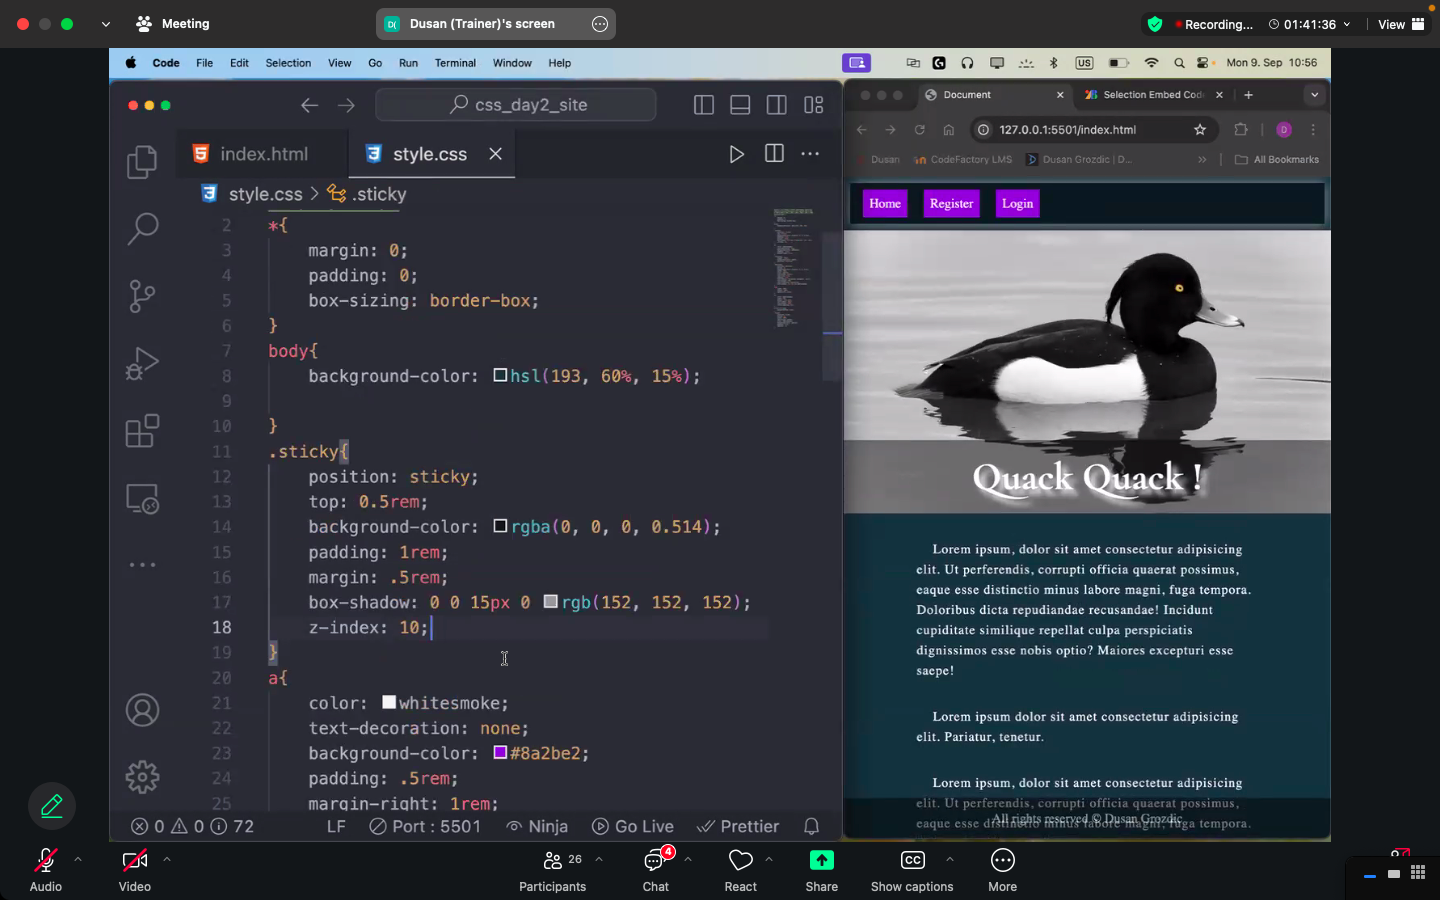 Meeting
D( Dusan (Trainer)'s screen
Recording...
01:41:36
View
Code File Edit Selection View Go Run Terminal Window Help
US
Mon 9. Sep 10:56
css_day2_site
index.html
style.css
style.css > .sticky
2 *{
3 margin: 0;
4 padding: 0;
5 box-sizing: border-box;
6 }
7 body{
8 background-color: hsl(193, 60%, 15%);
9
10 }
11 .sticky{
12 position: sticky;
13 top: 0.5rem;
14 background-color: rgba(0, 0, 0, 0.514);
15 padding: 1rem;
16 margin: .5rem;
17 box-shadow: 0 0 15px 0 rgb(152, 152, 152);
18 z-index: 10;
19 }
20 a{
21 color: whitesmoke;
22 text-decoration: none;
23 background-color: #8a2be2;
24 padding: .5rem;
25 margin-right: 1rem;
0 0 72 LF Port : 5501 Ninja Go Live Prettier
Document
Selection Embed Cod
127.0.0.1:5501/index.html
D
Dusan CodeFactory LMS Dusan Grozdic | D... » All Bookmarks
Home Register Login
Quack Quack !
Lorem ipsum, dolor sit amet consectetur adipisicing
elit. Ut perferendis, corrupti officia quaerat possimus,
eaque esse distinctio minus labore magni, fuga tempora.
Doloribus dicta repudiandae recusandae! Incidunt
cupiditate similique repellat culpa perspiciatis
dignissimos esse nobis optio? Maiores excepturi esse
saepe!
Lorem ipsum dolor sit amet consectetur adipisicing
elit. Pariatur, tenetur.
Lorem ipsum, dolor sit amet consectetur adipisicing
elit. Ut perferendis, corrupti officia quaerat possimus,
eaque esse distinctio minus labore magni, fuga tempora.
All rights reserved © Dusan Grozdic
Audio
Video
26
Participants
4
Chat
React
Share
CC
Show captions
More